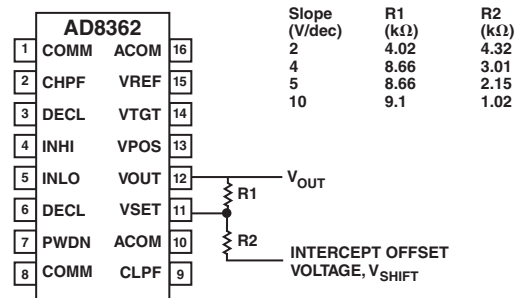 AD8362
1 COMM ACOM 16
2 CHPF VREF 15
3 DECL VTGT 14
4 INHI VPOS 13
5 INLO VOUT 12
6 DECL VSET 11
7 PWDN ACOM 10
8 COMM CLPF 9
V_OUT
R1
R2
INTERCEPT OFFSET
VOLTAGE, V_SHIFT
Slope R1 R2
(V/dec) (kΩ) (kΩ)
2 4.02 4.32
4 8.66 3.01
5 8.66 2.15
10 9.1 1.02